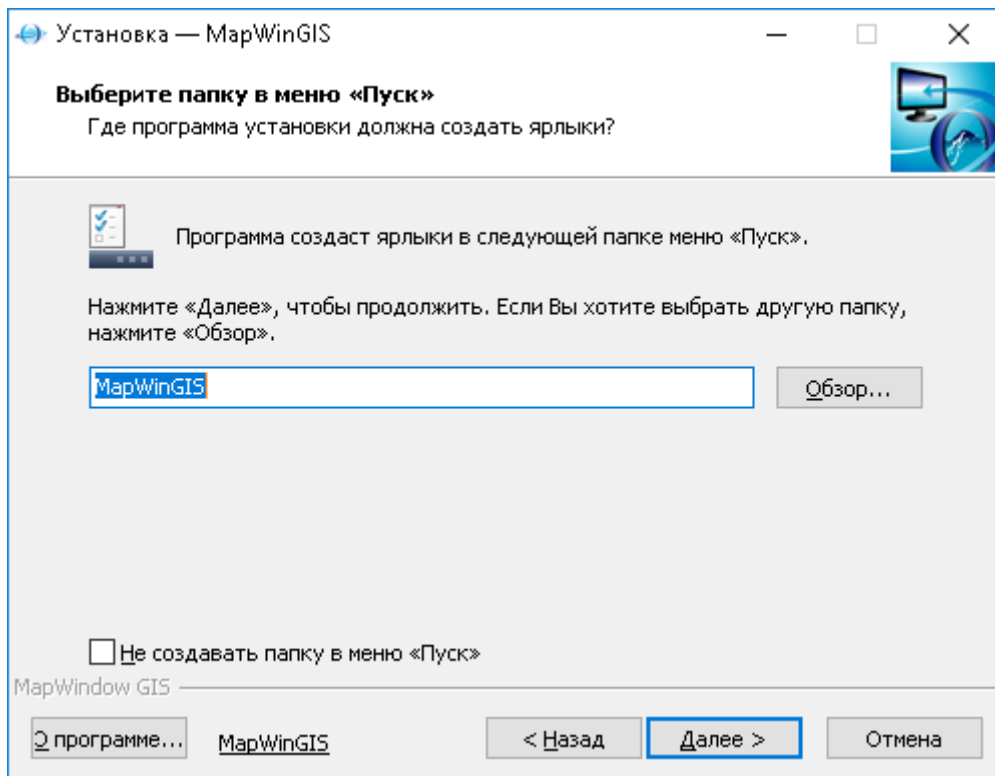 Установка — MapWinGIS
Выберите папку в меню «Пуск»
Где программа установки должна создать ярлыки?
Программа создаст ярлыки в следующей папке меню «Пуск».
Нажмите «Далее», чтобы продолжить. Если Вы хотите выбрать другую папку,
нажмите «Обзор».
MapWinGIS
Обзор...
Не создавать папку в меню «Пуск»
MapWindow GIS
О программе...
MapWinGIS
< Назад
Далее >
Отмена